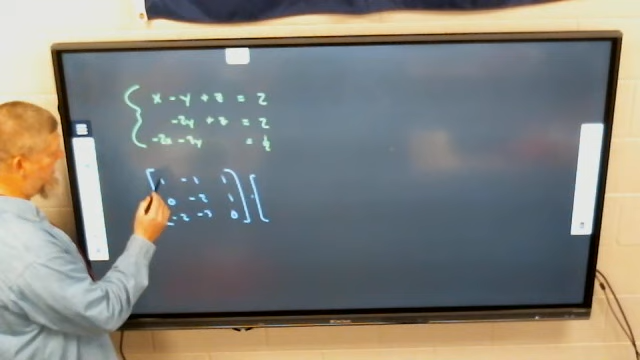 x - y + z = 2
-2y + z = 2
-2x - 3y = ½
1 -1 1
0 -2 1
-2 -3 0